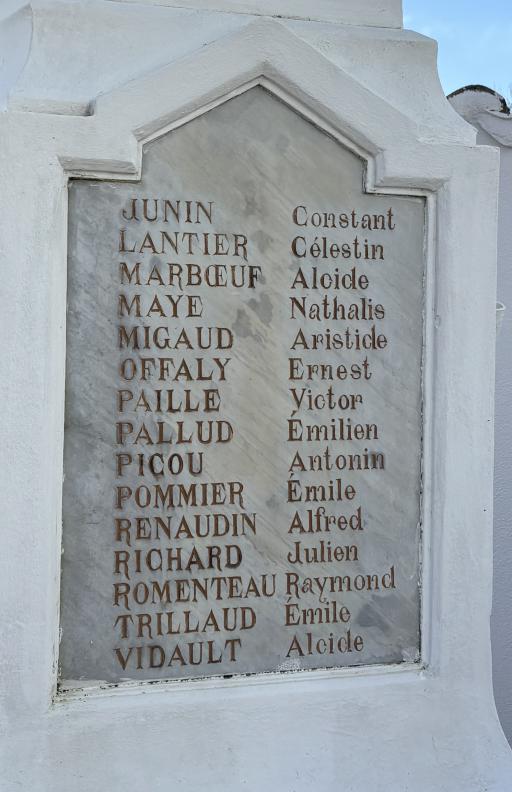 JUNIN Constant
LANTIER Célestin
MARBŒUF Alcide
MAYE Nathalis
MIGAUD Aristide
OFFALY Ernest
PAILLE Victor
PALLUD Émilien
PICOU Antonin
POMMIER Émile
RENAUDIN Alfred
RICHARD Julien
ROMENTEAU Raymond
TRILLAUD Émile
VIDAULT Alcide